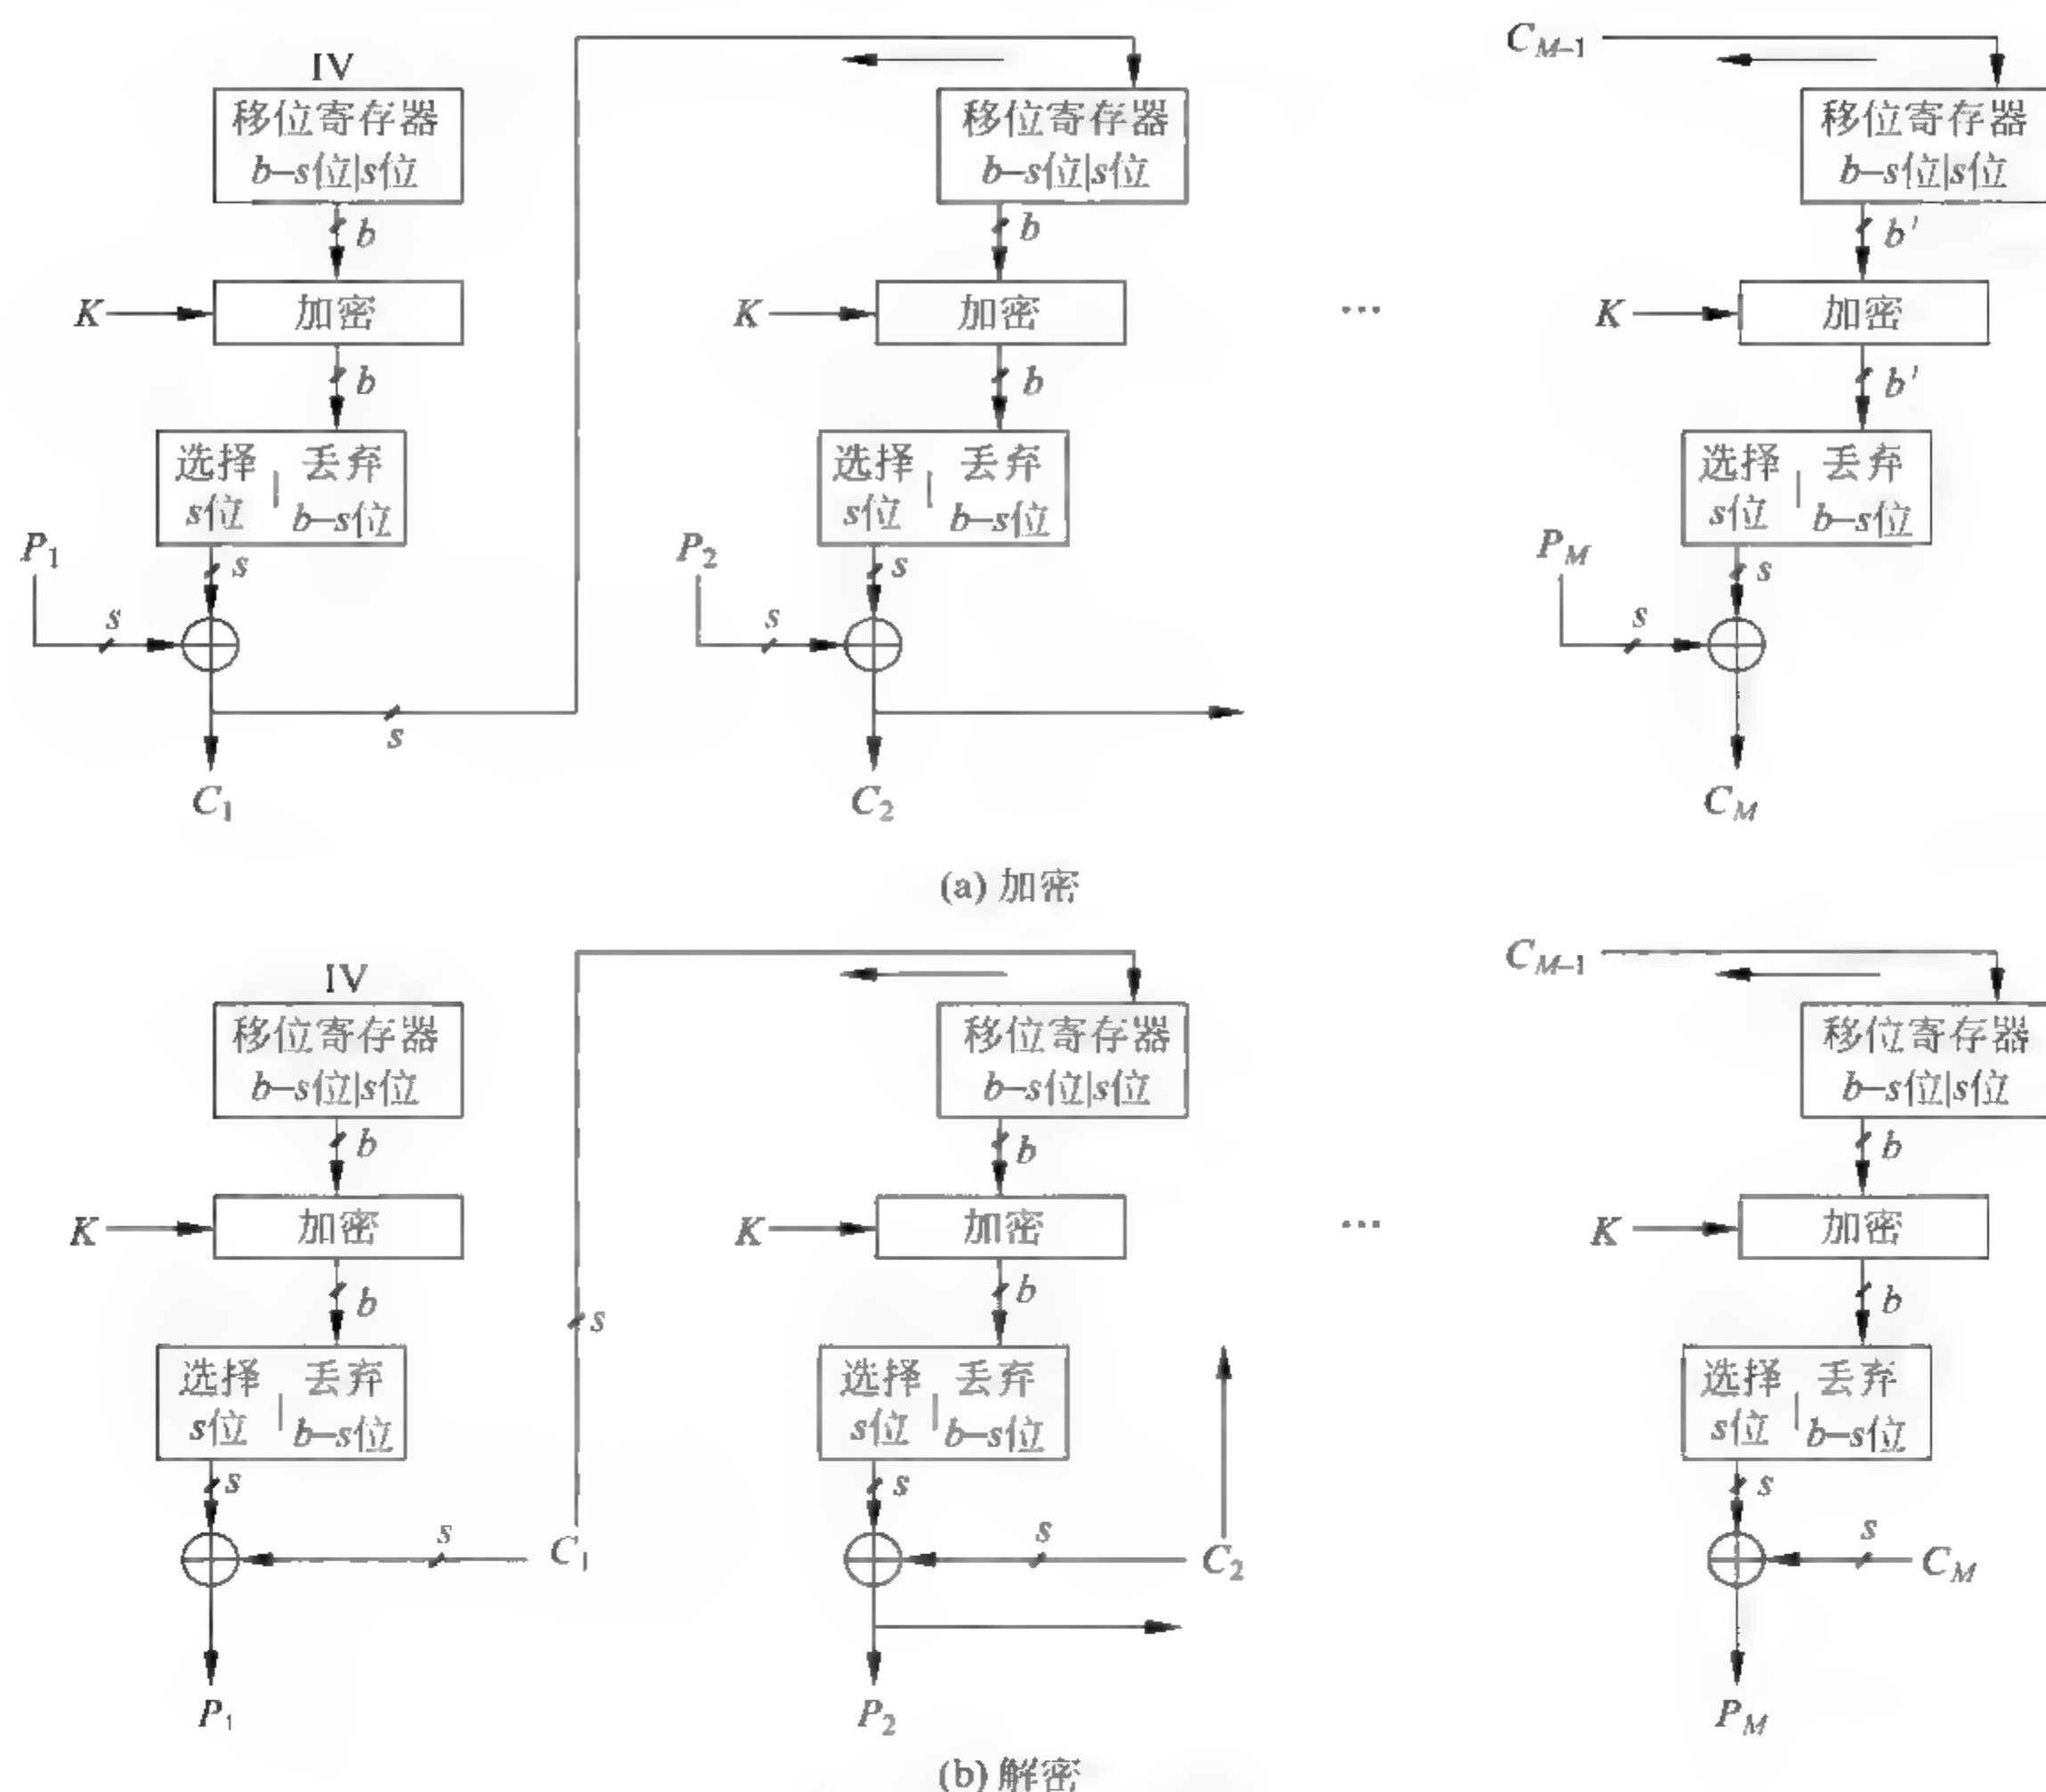 IV
移位寄存器
b–s位|s位
b
K
加密
b
选择 | 丢弃
s位 b–s位
P1
s
s
s
C1
移位寄存器
b–s位|s位
b
K
加密
b
选择 | 丢弃
s位 b–s位
P2
s
s
C2
...
CM–1
移位寄存器
b–s位|s位
b'
K
加密
b'
选择 | 丢弃
s位 b–s位
PM
s
s
CM
(a) 加密
IV
移位寄存器
b–s位|s位
b
K
加密
b
选择 | 丢弃
s位 b–s位
s
s
C1
s
P1
移位寄存器
b–s位|s位
b
K
加密
b
选择 | 丢弃
s位 b–s位
s
s
C2
P2
...
CM–1
移位寄存器
b–s位|s位
b
K
加密
b
选择 | 丢弃
s位 b–s位
s
s
CM
PM
(b) 解密